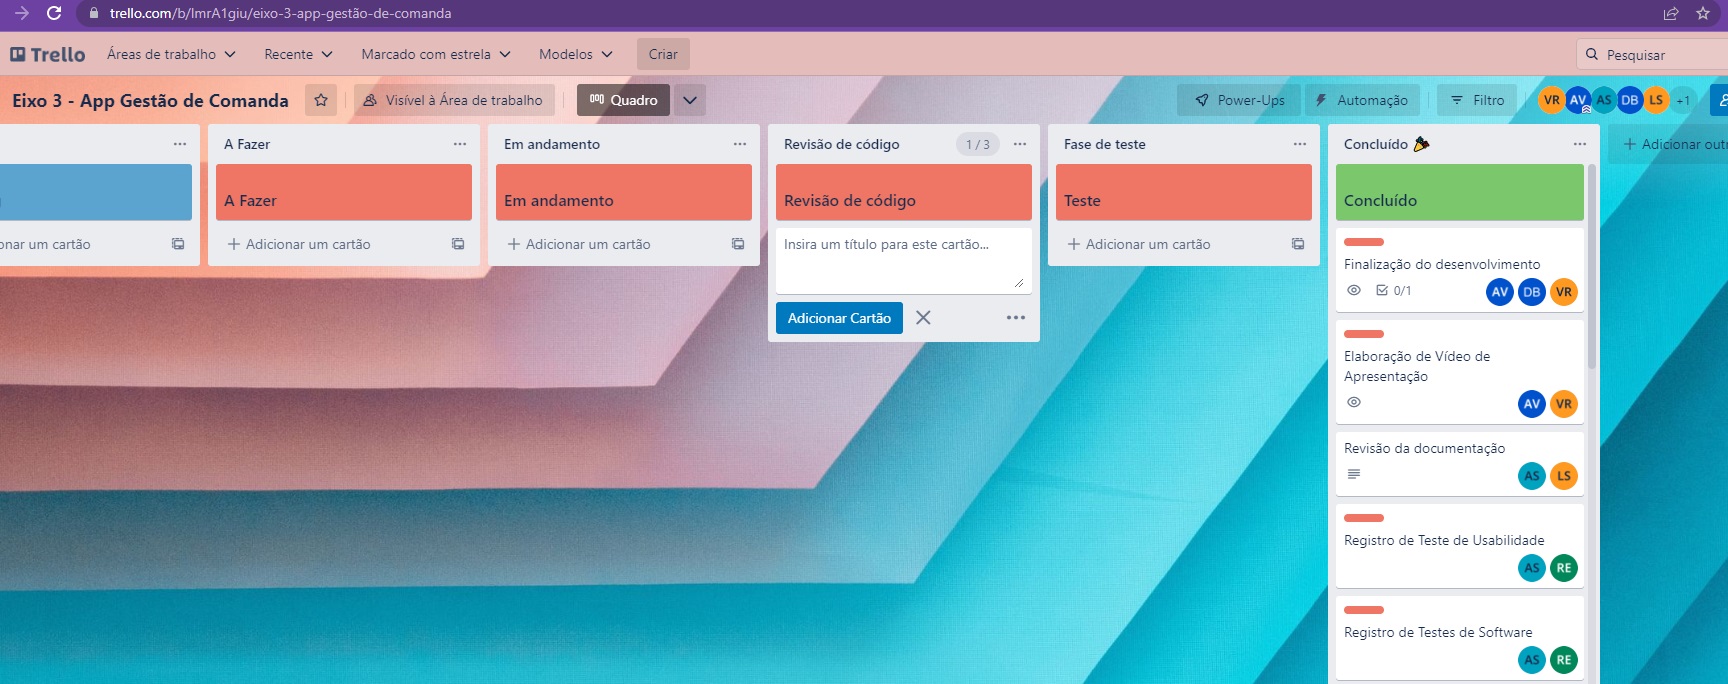 trello.com/b/lmrA1giu/eixo-3-app-gestão-de-comanda
Trello Áreas de trabalho Recente Marcado com estrela Modelos Criar Pesquisar
Eixo 3 - App Gestão de Comanda Visível à Área de trabalho Quadro Power-Ups Automação Filtro VR AV AS DB LS +1
A Fazer
A Fazer
Adicionar um cartão
Em andamento
Em andamento
Adicionar um cartão
Revisão de código 1 / 3
Revisão de código
Insira um título para este cartão...
Adicionar Cartão
Fase de teste
Teste
Adicionar um cartão
Concluído
Concluído
Finalização do desenvolvimento
0/1 AV DB VR
Elaboração de Vídeo de
Apresentação
AV VR
Revisão da documentação
AS LS
Registro de Teste de Usabilidade
AS RE
Registro de Testes de Software
AS RE
onar um cartão
Adicionar outr